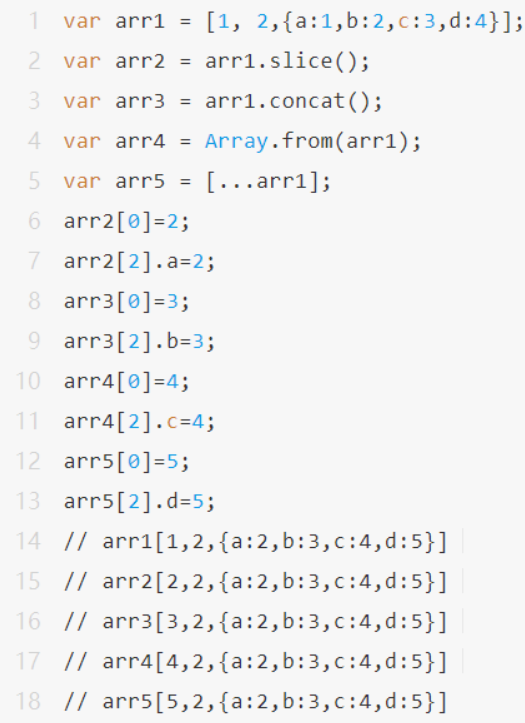 1 var arr1 = [1, 2,{a:1,b:2,c:3,d:4}];
2 var arr2 = arr1.slice();
3 var arr3 = arr1.concat();
4 var arr4 = Array.from(arr1);
5 var arr5 = [...arr1];
6 arr2[0]=2;
7 arr2[2].a=2;
8 arr3[0]=3;
9 arr3[2].b=3;
10 arr4[0]=4;
11 arr4[2].c=4;
12 arr5[0]=5;
13 arr5[2].d=5;
14 // arr1[1,2,{a:2,b:3,c:4,d:5}]
15 // arr2[2,2,{a:2,b:3,c:4,d:5}]
16 // arr3[3,2,{a:2,b:3,c:4,d:5}]
17 // arr4[4,2,{a:2,b:3,c:4,d:5}]
18 // arr5[5,2,{a:2,b:3,c:4,d:5}]